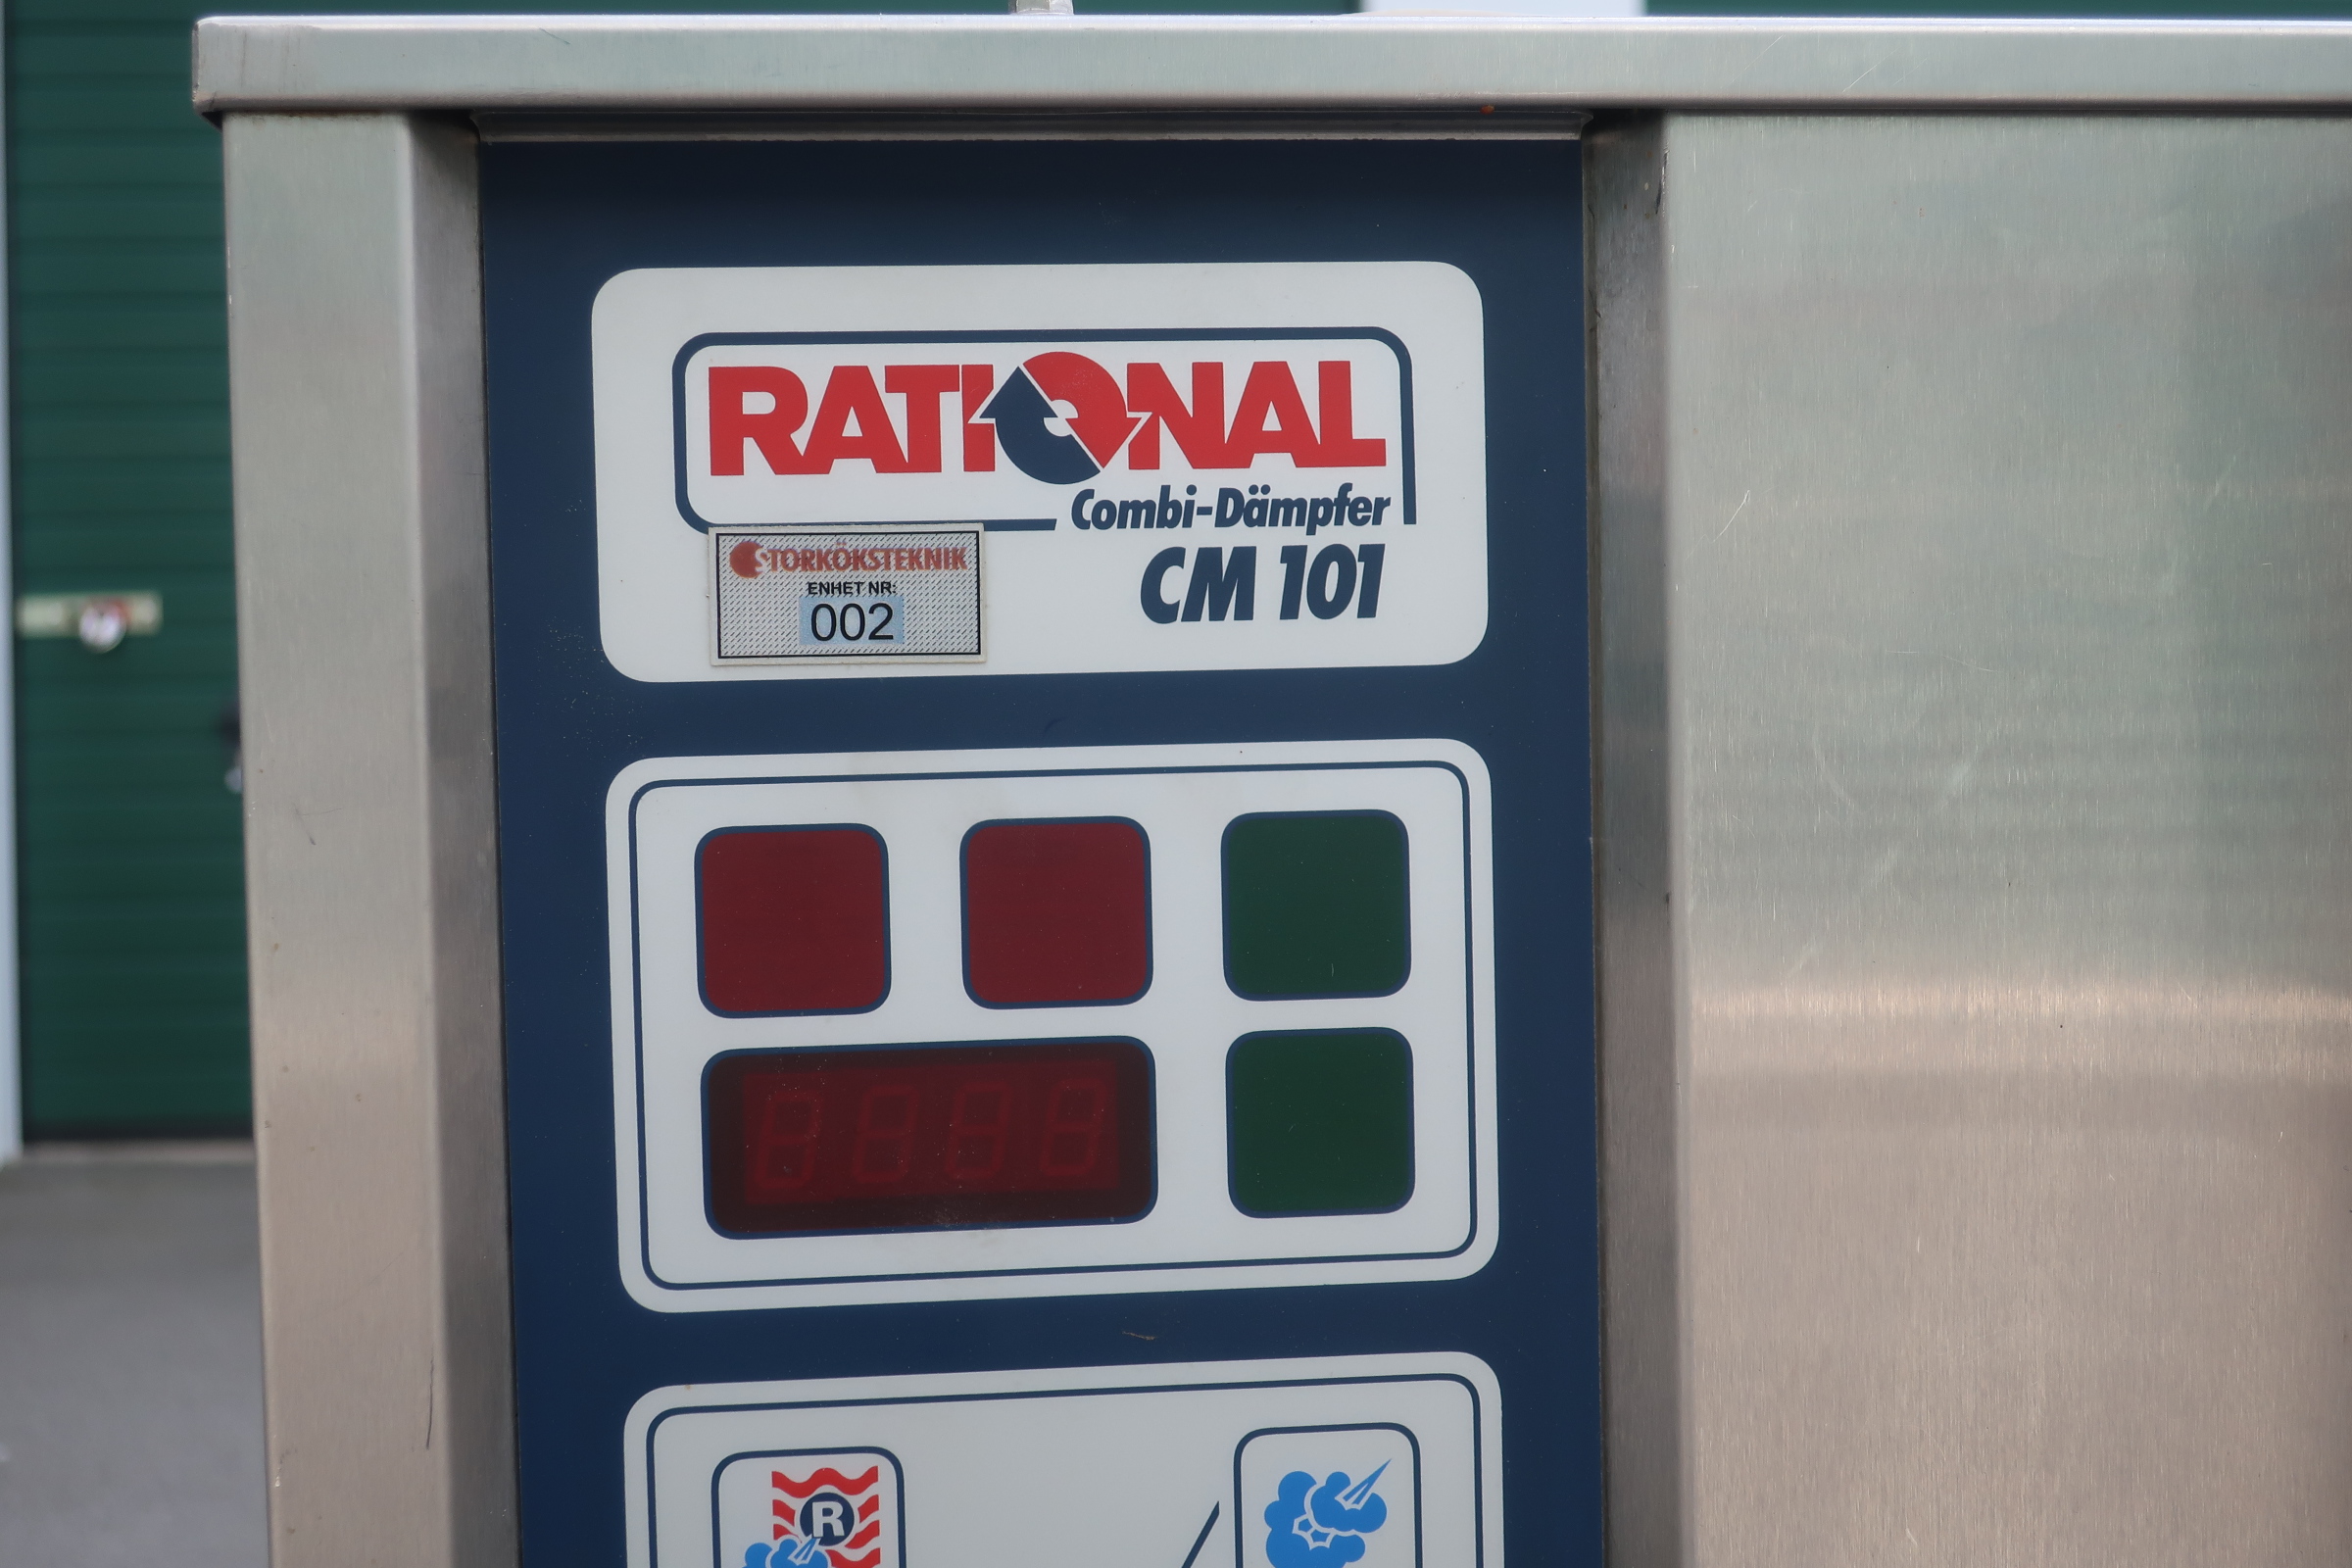 RATIONAL
Combi-Dämpfer
CM 101
STORKÖKSTEKNIK
ENHET NR:
002
R